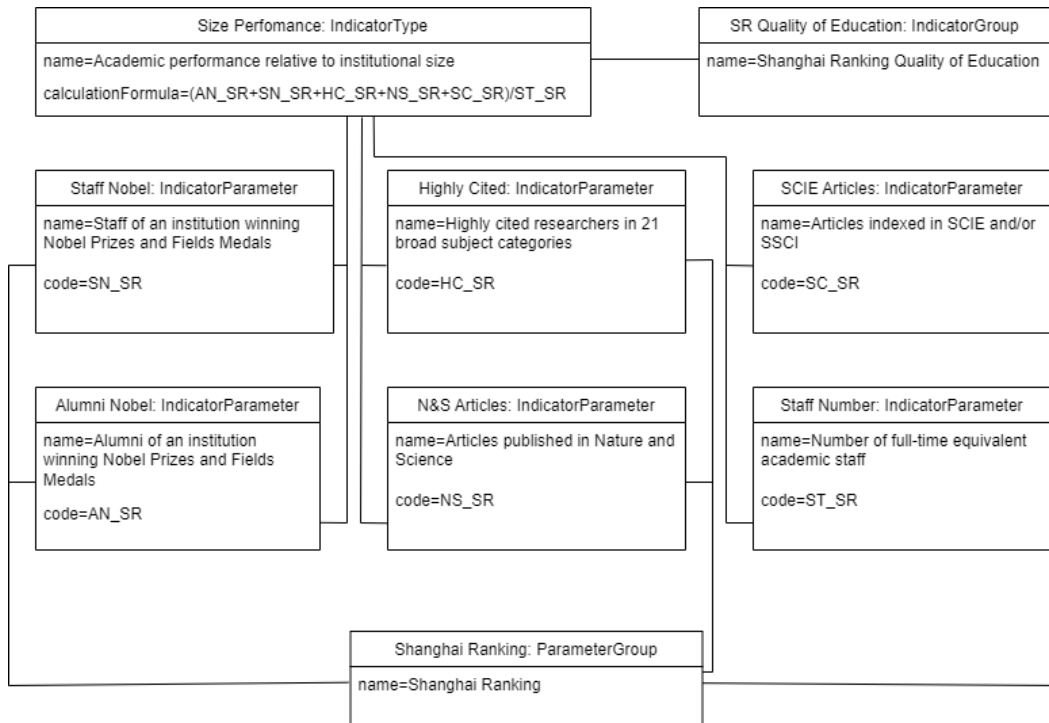 Size Perfomance: IndicatorType
name=Academic performance relative to institutional size
calculationFormula=(AN_SR+SN_SR+HC_SR+NS_SR+SC_SR)/ST_SR
SR Quality of Education: IndicatorGroup
name=Shanghai Ranking Quality of Education
Staff Nobel: IndicatorParameter
name=Staff of an institution winning
Nobel Prizes and Fields Medals
code=SN_SR
Highly Cited: IndicatorParameter
name=Highly cited researchers in 21
broad subject categories
code=HC_SR
SCIE Articles: IndicatorParameter
name=Articles indexed in SCIE and/or
SSCI
code=SC_SR
Alumni Nobel: IndicatorParameter
name=Alumni of an institution
winning Nobel Prizes and Fields
Medals
code=AN_SR
N&S Articles: IndicatorParameter
name=Articles published in Nature and
Science
code=NS_SR
Staff Number: IndicatorParameter
name=Number of full-time equivalent
academic staff
code=ST_SR
Shanghai Ranking: ParameterGroup
name=Shanghai Ranking